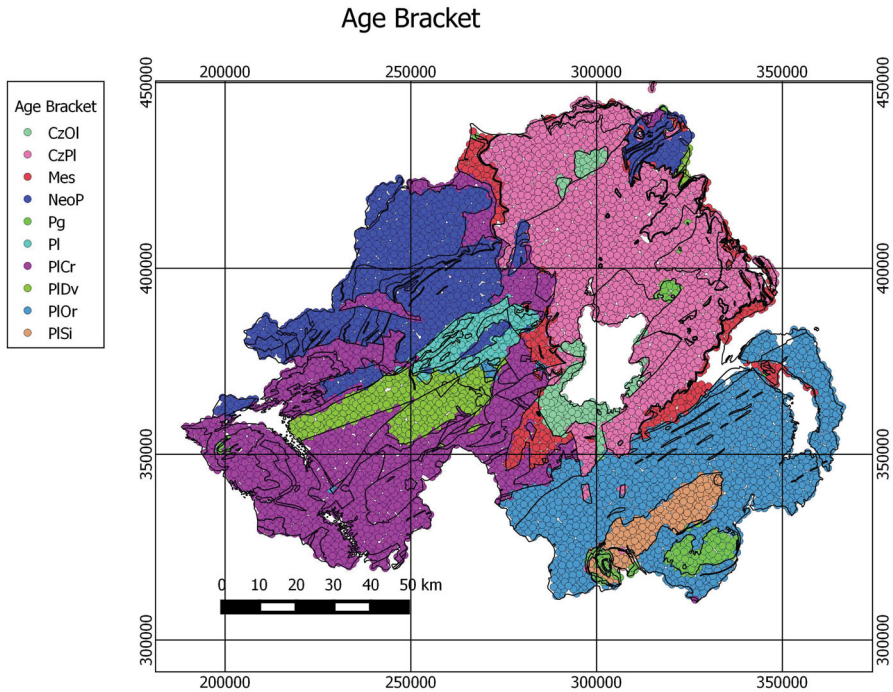 Age Bracket
200000 250000 300000 350000
450000 450000
Age Bracket
CzOl
CzPl
Mes
NeoP
Pg
Pl
PlCr
PlDv
PlOr
PlSi
400000 400000
350000 350000
0 10 20 30 40 50 km
300000 300000
200000 250000 300000 350000